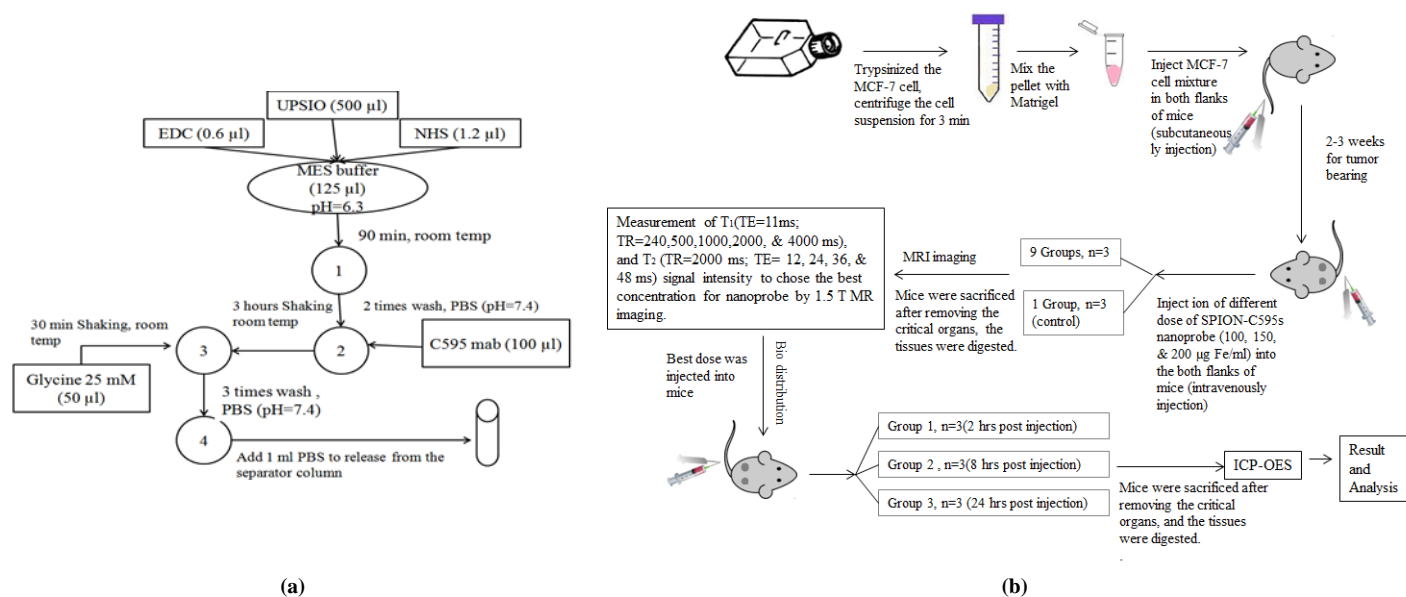 UPSIO (500 µl)
EDC (0.6 µl)
NHS (1.2 µl)
MES buffer
(125 µl)
pH=6.3
90 min, room temp
1
3 hours Shaking
room temp
2 times wash, PBS (pH=7.4)
30 min Shaking, room
temp
3
2
C595 mab (100 µl)
Glycine 25 mM
(50 µl)
3 times wash ,
PBS (pH=7.4)
4
Add 1 ml PBS to release from the
separator column
(a)
Trypsinized the
MCF-7 cell,
centrifuge the cell
suspension for 3 min
Mix the
pellet with
Matrigel
Inject MCF-7
cell mixture
in both flanks
of mice
(subcutaneous
ly injection)
2-3 weeks
for tumor
bearing
Inject ion of different
dose of SPION-C595s
nanoprobe (100, 150,
& 200 µg Fe/ml) into
the both flanks of
mice (intravenously
injection)
9 Groups, n=3
1 Group, n=3
(control)
MRI imaging
Mice were sacrificed
after removing the
critical organs, the
tissues were digested.
Measurement of T1(TE=11ms;
TR=240,500,1000,2000, & 4000 ms),
and T2 (TR=2000 ms; TE= 12, 24, 36, &
48 ms) signal intensity to chose the best
concentration for nanoprobe by 1.5 T MR
imaging.
Best dose was
injected into
mice
Bio distribution
Group 1, n=3(2 hrs post injection)
Group 2 , n=3(8 hrs post injection)
Group 3, n=3 (24 hrs post injection)
Mice were sacrificed after
removing the critical
organs, and the tissues
were digested.
.
ICP-OES
Result
and
Analysis
(b)